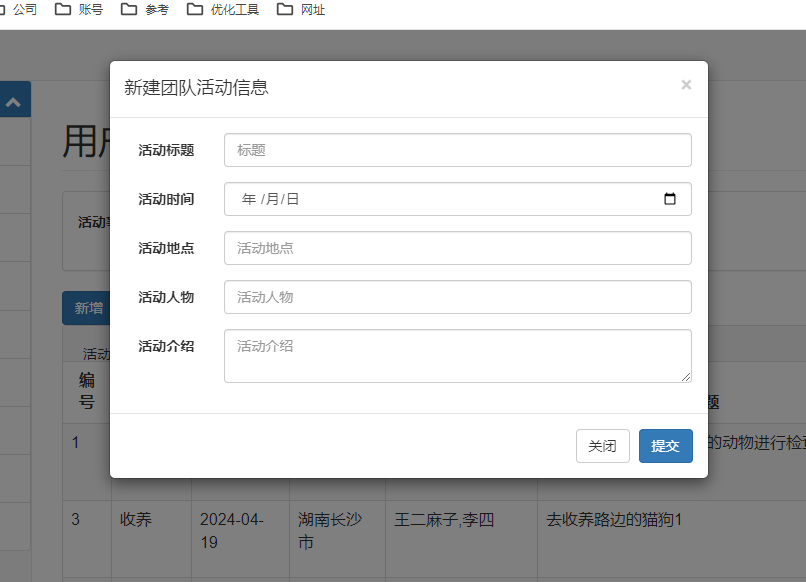 公司 账号 参考 优化工具 网址
新建团队活动信息 ×
用户
活动标题 标题
活动时间 年 /月/日
活动
活动地点 活动地点
活动人物 活动人物
新增
活动介绍 活动介绍
活动
编号 题
关闭 提交
1 的动物进行检
3 收养 2024-04-19 湖南长沙市 王二麻子,李四 去收养路边的猫狗1